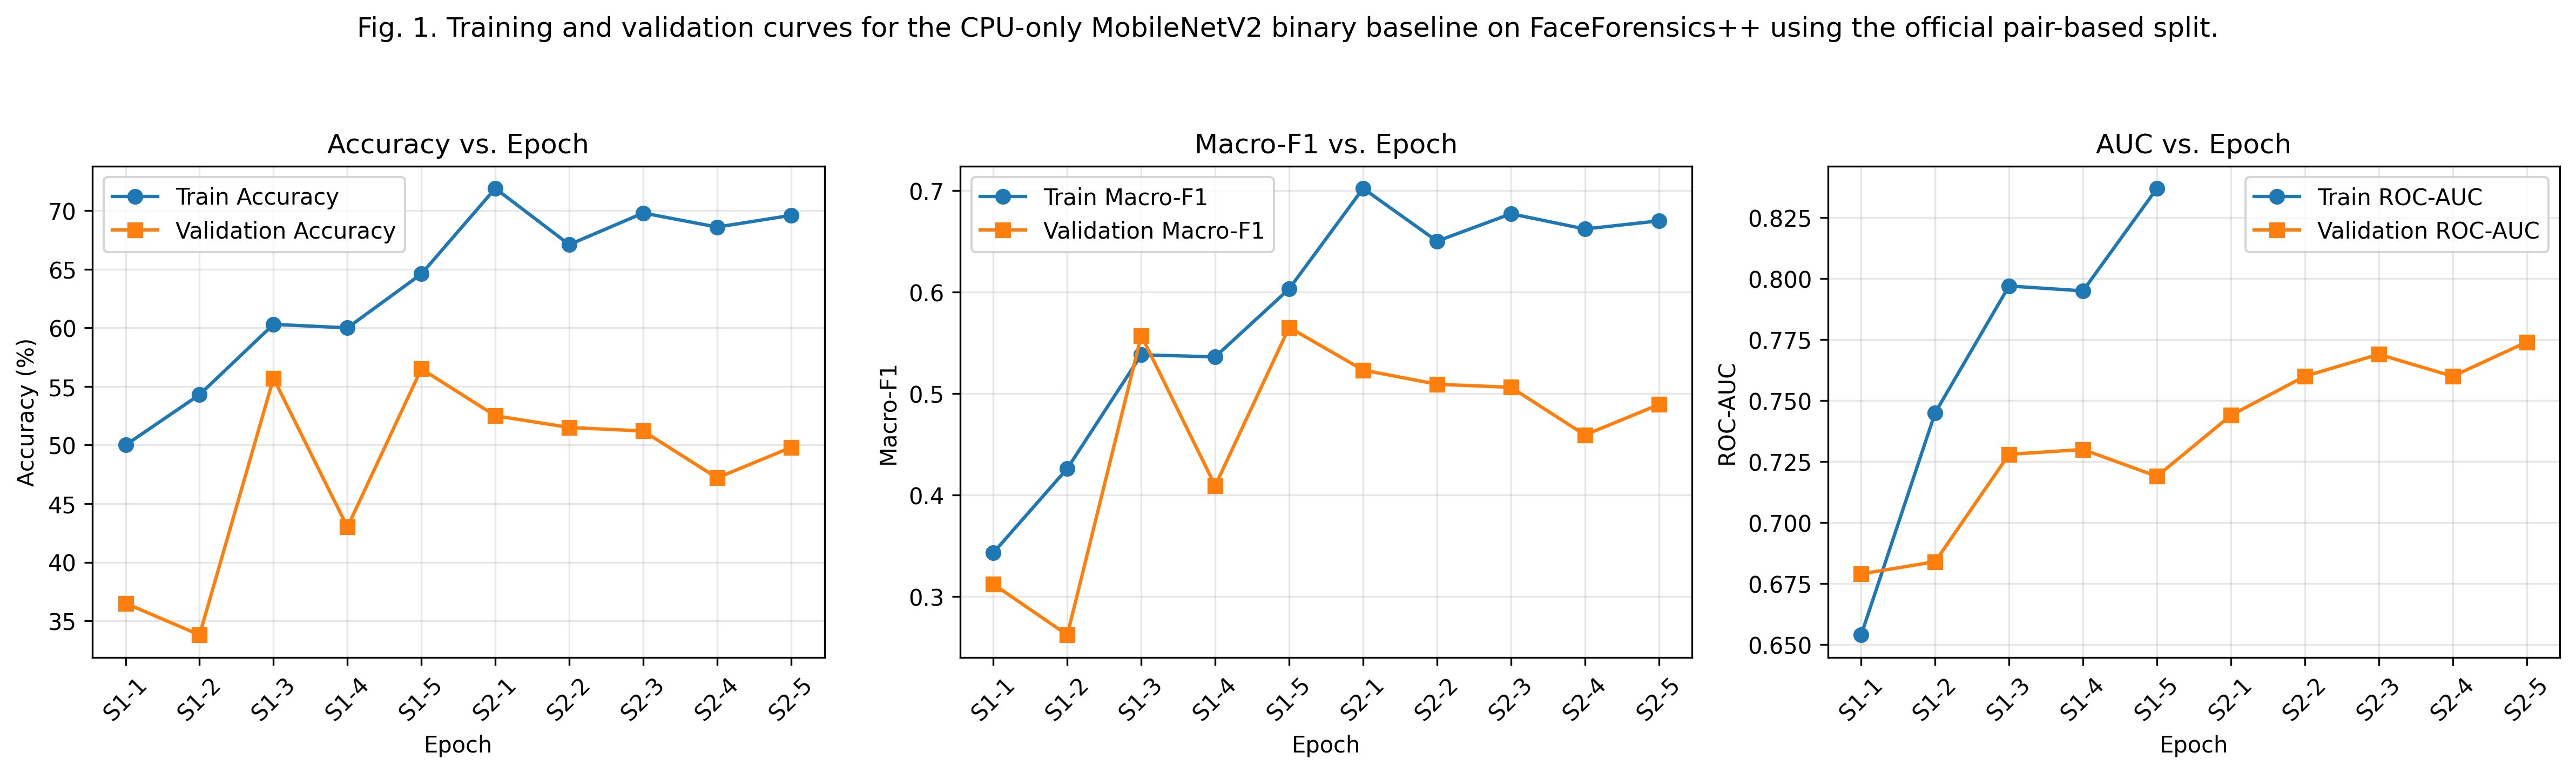 Fig. 1. Training and validation curves for the CPU-only MobileNetV2 binary baseline on FaceForensics++ using the official pair-based split.
Accuracy vs. Epoch
Train Accuracy
Validation Accuracy
Accuracy (%)
70
65
60
55
50
45
40
35
S1-1
S1-2
S1-3
S1-4
S1-5
S2-1
S2-2
S2-3
S2-4
S2-5
Epoch
Macro-F1 vs. Epoch
Train Macro-F1
Validation Macro-F1
Macro-F1
0.7
0.6
0.5
0.4
0.3
S1-1
S1-2
S1-3
S1-4
S1-5
S2-1
S2-2
S2-3
S2-4
S2-5
Epoch
AUC vs. Epoch
Train ROC-AUC
Validation ROC-AUC
ROC-AUC
0.825
0.800
0.775
0.750
0.725
0.700
0.675
0.650
S1-1
S1-2
S1-3
S1-4
S1-5
S2-1
S2-2
S2-3
S2-4
S2-5
Epoch